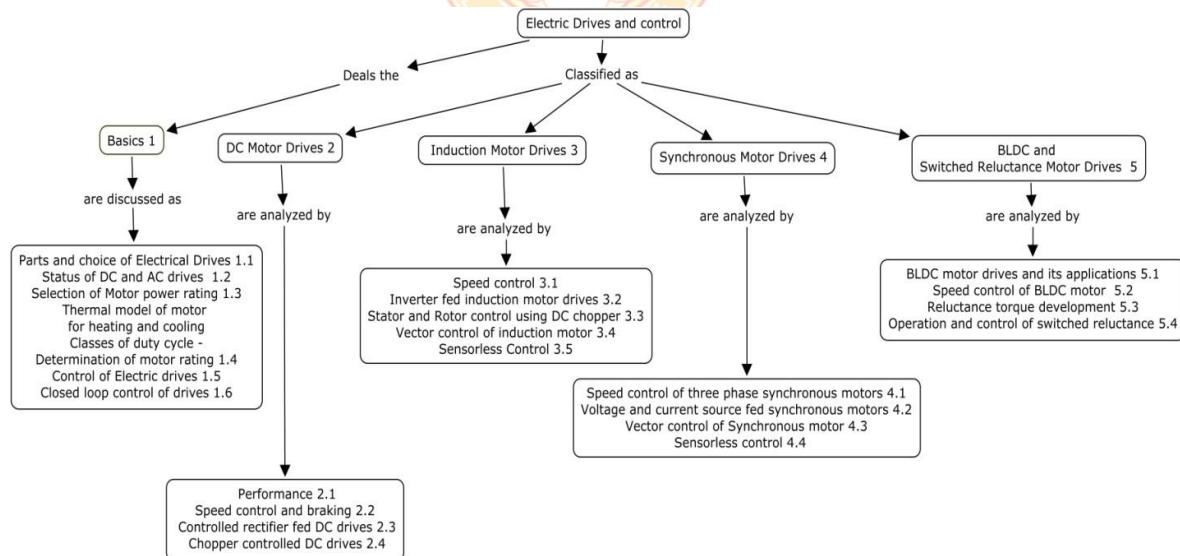 Electric Drives and control
Deals the
Classified as
Basics 1
DC Motor Drives 2
Induction Motor Drives 3
Synchronous Motor Drives 4
BLDC and
Switched Reluctance Motor Drives 5
are discussed as
are analyzed by
are analyzed by
are analyzed by
are analyzed by
Parts and choice of Electrical Drives 1.1
Status of DC and AC drives 1.2
Selection of Motor power rating 1.3
Thermal model of motor
for heating and cooling
Classes of duty cycle -
Determination of motor rating 1.4
Control of Electric drives 1.5
Closed loop control of drives 1.6
Performance 2.1
Speed control and braking 2.2
Controlled rectifier fed DC drives 2.3
Chopper controlled DC drives 2.4
Speed control 3.1
Inverter fed induction motor drives 3.2
Stator and Rotor control using DC chopper 3.3
Vector control of induction motor 3.4
Sensorless Control 3.5
Speed control of three phase synchronous motors 4.1
Voltage and current source fed synchronous motors 4.2
Vector control of Synchronous motor 4.3
Sensorless control 4.4
BLDC motor drives and its applications 5.1
Speed control of BLDC motor 5.2
Reluctance torque development 5.3
Operation and control of switched reluctance 5.4